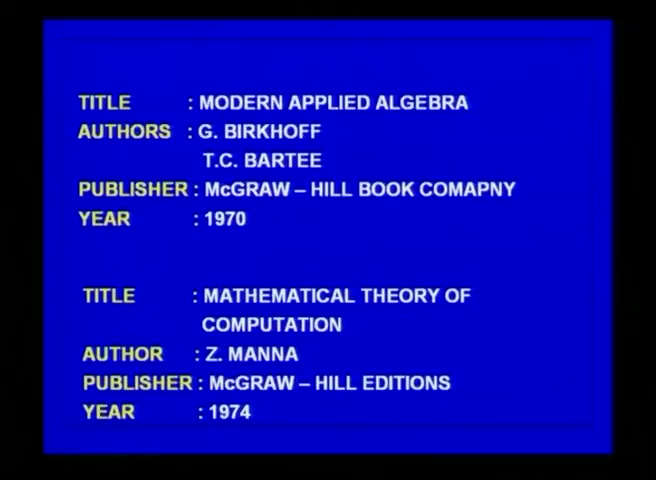 TITLE : MODERN APPLIED ALGEBRA
AUTHORS : G. BIRKHOFF
T.C. BARTEE
PUBLISHER : McGRAW – HILL BOOK COMAPNY
YEAR : 1970
TITLE : MATHEMATICAL THEORY OF
COMPUTATION
AUTHOR : Z. MANNA
PUBLISHER : McGRAW – HILL EDITIONS
YEAR : 1974